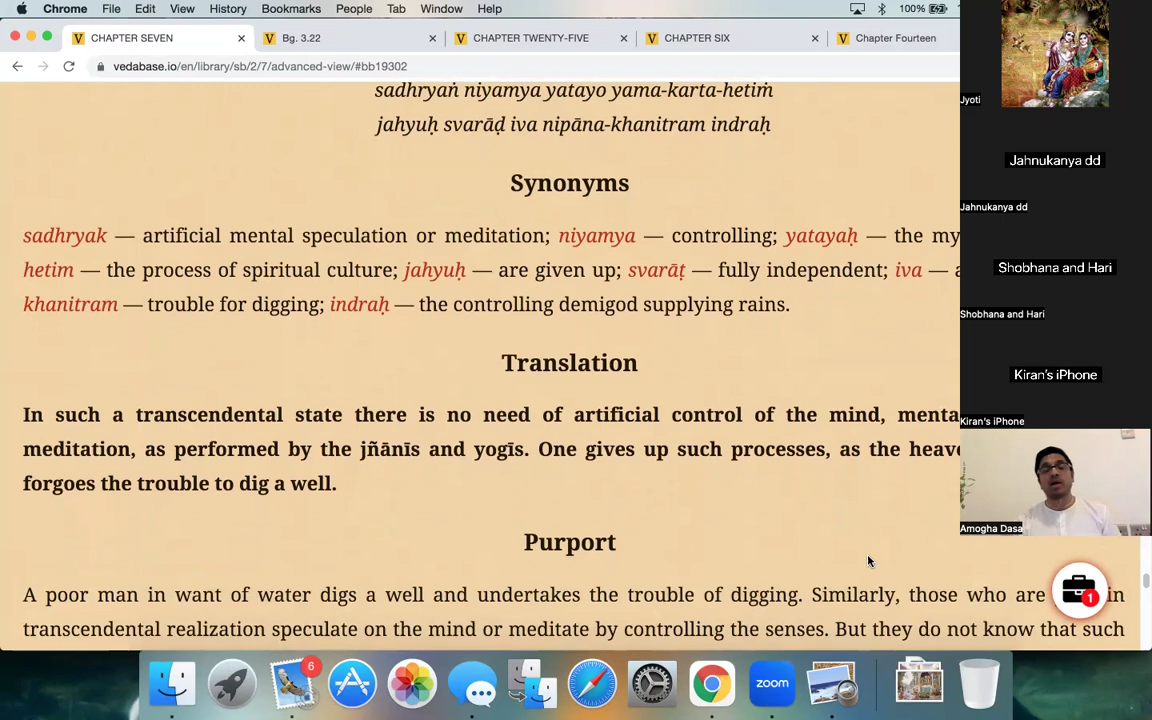 Chrome File Edit View History Bookmarks People Tab Window Help 100%
CHAPTER SEVEN Bg. 3.22 CHAPTER TWENTY-FIVE CHAPTER SIX Chapter Fourteen
vedabase.io/en/library/sb/2/7/advanced-view/#bb19302
sadhryaṅ niyamya yatayo yama-karta-hetiṁ
jahyuḥ svarāḍ iva nipāna-khanitram indraḥ
Synonyms
sadhryak — artificial mental speculation or meditation; niyamya — controlling; yatayaḥ — the my
hetim — the process of spiritual culture; jahyuḥ — are given up; svarāṭ — fully independent; iva —
khanitram — trouble for digging; indraḥ — the controlling demigod supplying rains.
Translation
In such a transcendental state there is no need of artificial control of the mind, menta
meditation, as performed by the jñānīs and yogīs. One gives up such processes, as the heave
forgoes the trouble to dig a well.
Purport
A poor man in want of water digs a well and undertakes the trouble of digging. Similarly, those who are in
transcendental realization speculate on the mind or meditate by controlling the senses. But they do not know that such
Jyoti
Jahnukanya dd
Jahnukanya dd
Shobhana and Hari
Shobhana and Hari
Kiran's iPhone
Kiran's iPhone
Amogha Dasa
1
6
zoom